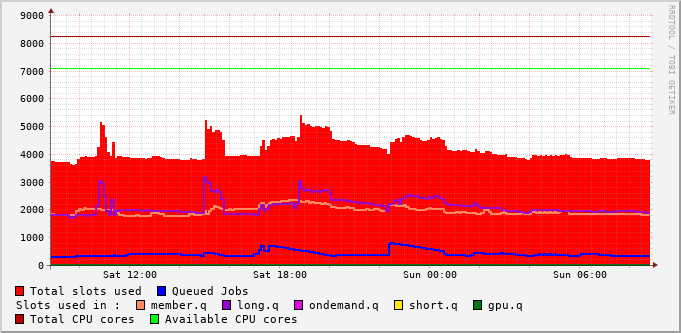 9000
8000
7000
6000
5000
4000
3000
2000
1000
0
Sat 12:00 Sat 18:00 Sun 00:00 Sun 06:00
Total slots used Queued Jobs
Slots used in : member.q long.q ondemand.q short.q gpu.q
Total CPU cores Available CPU cores
RRDTOOL / TOBI OETIKER